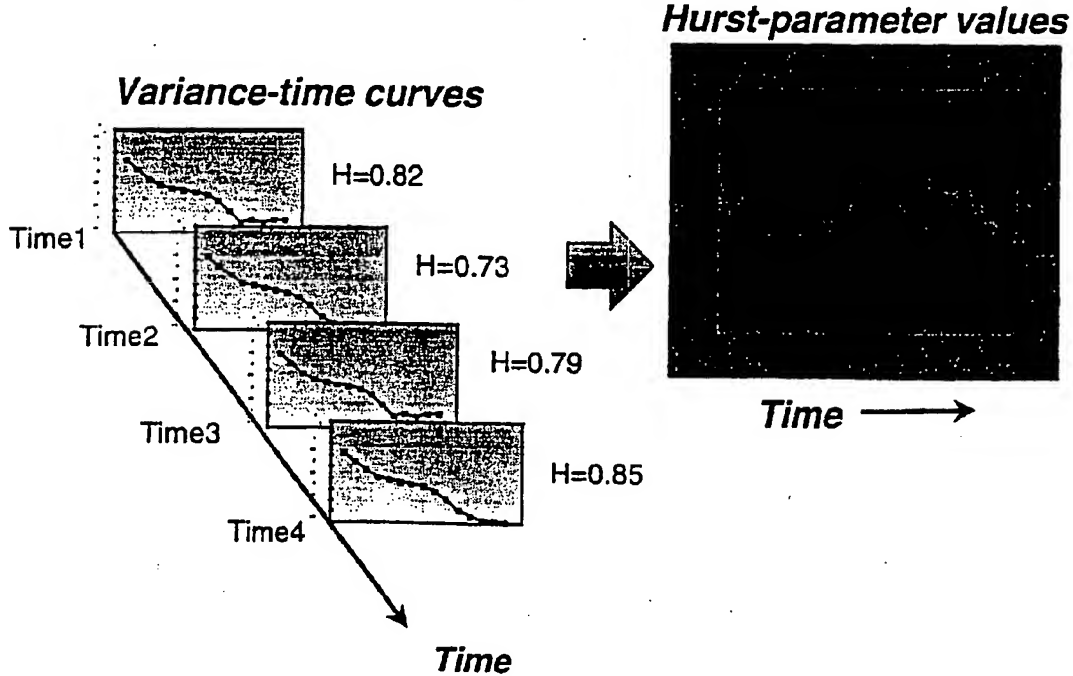 Hurst-parameter values
Variance-time curves
H=0.82
Time1
H=0.73
Time2
H=0.79
Time →
Time3
H=0.85
Time4
Time